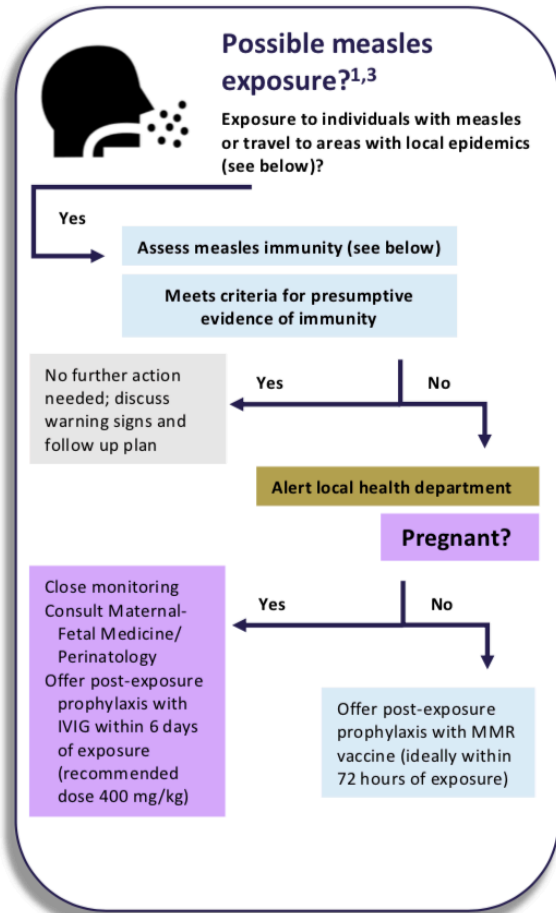 Possible measles
exposure?1,3
Exposure to individuals with measles
or travel to areas with local epidemics
(see below)?
Yes
Assess measles immunity (see below)
Meets criteria for presumptive
evidence of immunity
No further action
needed; discuss
warning signs and
follow up plan
Yes
No
Alert local health department
Pregnant?
Close monitoring
Consult Maternal-
Fetal Medicine/
Perinatology
Offer post-exposure
prophylaxis with
IVIG within 6 days
of exposure
(recommended
dose 400 mg/kg)
Yes
No
Offer post-exposure
prophylaxis with MMR
vaccine (ideally within
72 hours of exposure)